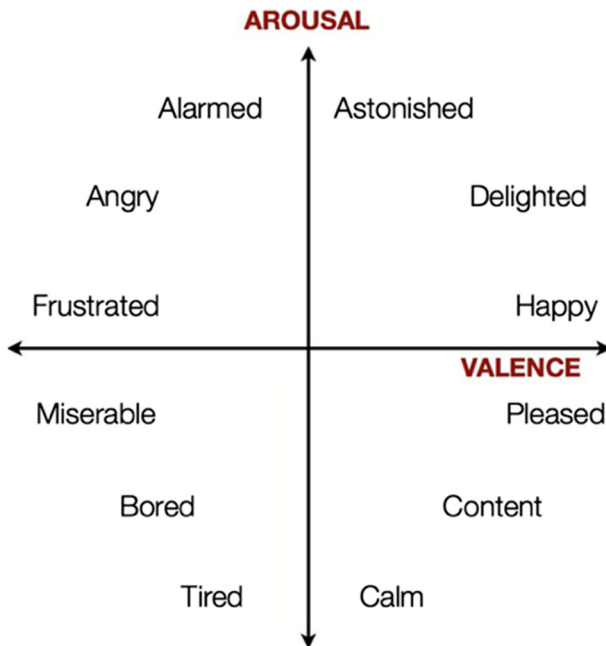 AROUSAL
Alarmed Astonished
Angry Delighted
Frustrated Happy
VALENCE
Miserable Pleased
Bored Content
Tired Calm